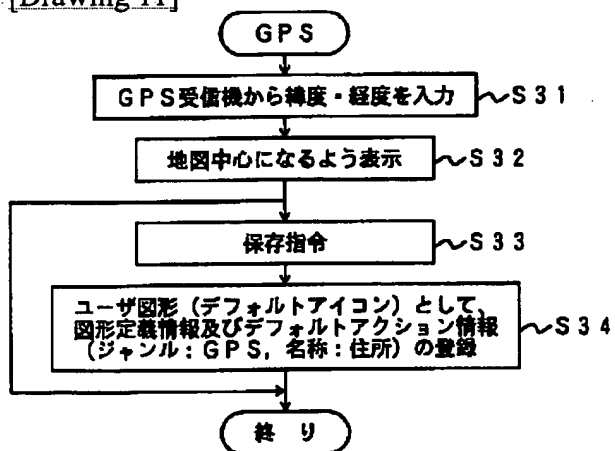 [Drawing 11]
GPS
GPS受信機から緯度・経度を入力 ～S31
地図中心になるよう表示 ～S32
保存指令 ～S33
ユーザ図形（デフォルトアイコン）として、
図形定義情報及びデフォルトアクション情報 ～S34
（ジャンル：GPS，名称：住所）の登録
終り